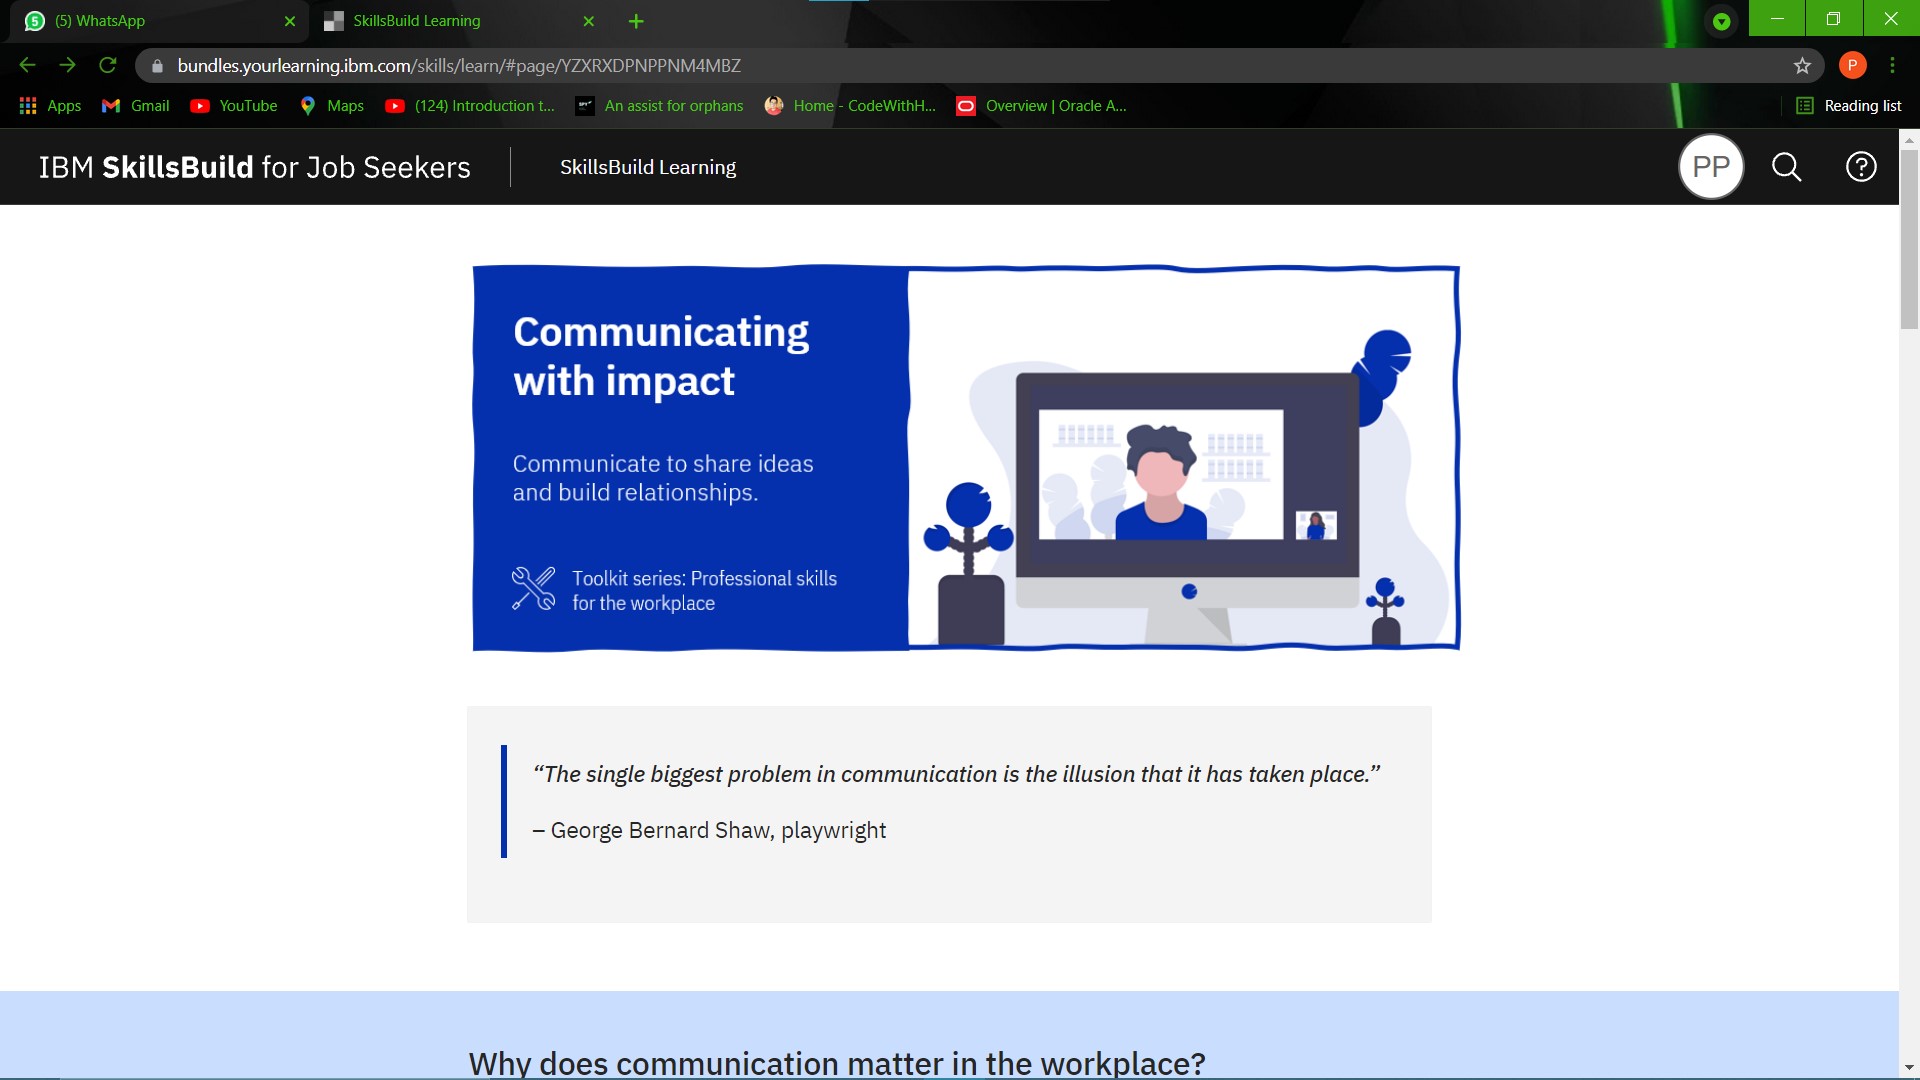 (5) WhatsApp
SkillsBuild Learning
bundles.yourlearning.ibm.com/skills/learn/#page/YZXRXDPNPPNM4MBZ
P
Apps
Gmail
YouTube
Maps
(124) Introduction t...
An assist for orphans
Home - CodeWithH...
Overview | Oracle A...
Reading list
IBM SkillsBuild for Job Seekers
SkillsBuild Learning
PP
Communicating
with impact
Communicate to share ideas
and build relationships.
Toolkit series: Professional skills
for the workplace
“The single biggest problem in communication is the illusion that it has taken place.”
– George Bernard Shaw, playwright
Why does communication matter in the workplace?